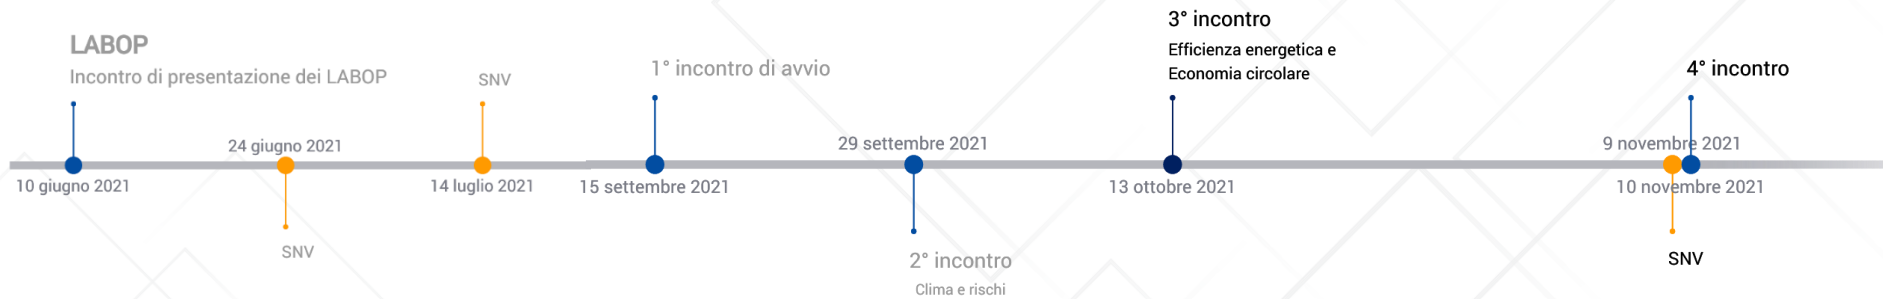 LABOP
Incontro di presentazione dei LABOP
10 giugno 2021
24 giugno 2021
SNV
SNV
14 luglio 2021
1° incontro di avvio
15 settembre 2021
29 settembre 2021
2° incontro
Clima e rischi
3° incontro
Efficienza energetica e
Economia circolare
13 ottobre 2021
4° incontro
9 novembre 2021
10 novembre 2021
SNV